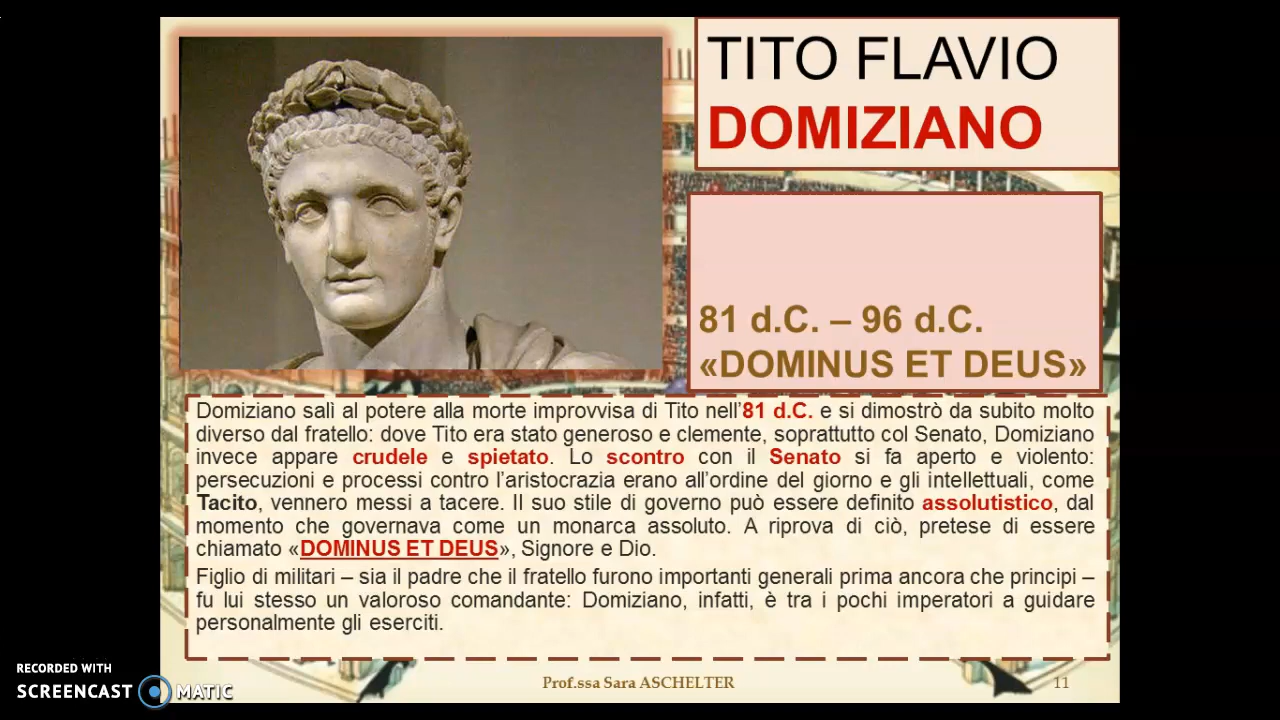 TITO FLAVIO
DOMIZIANO
81 d.C. – 96 d.C.
«DOMINUS ET DEUS»
Domiziano salì al potere alla morte improvvisa di Tito nell’81 d.C. e si dimostrò da subito molto
diverso dal fratello: dove Tito era stato generoso e clemente, soprattutto col Senato, Domiziano
invece appare crudele e spietato. Lo scontro con il Senato si fa aperto e violento:
persecuzioni e processi contro l’aristocrazia erano all’ordine del giorno e gli intellettuali, come
Tacito, vennero messi a tacere. Il suo stile di governo può essere definito assolutistico, dal
momento che governava come un monarca assoluto. A riprova di ciò, pretese di essere
chiamato «DOMINUS ET DEUS», Signore e Dio.
Figlio di militari – sia il padre che il fratello furono importanti generali prima ancora che principi –
fu lui stesso un valoroso comandante: Domiziano, infatti, è tra i pochi imperatori a guidare
personalmente gli eserciti.
Prof.ssa Sara ASCHELTER
11
RECORDED WITH
SCREENCAST MATIC